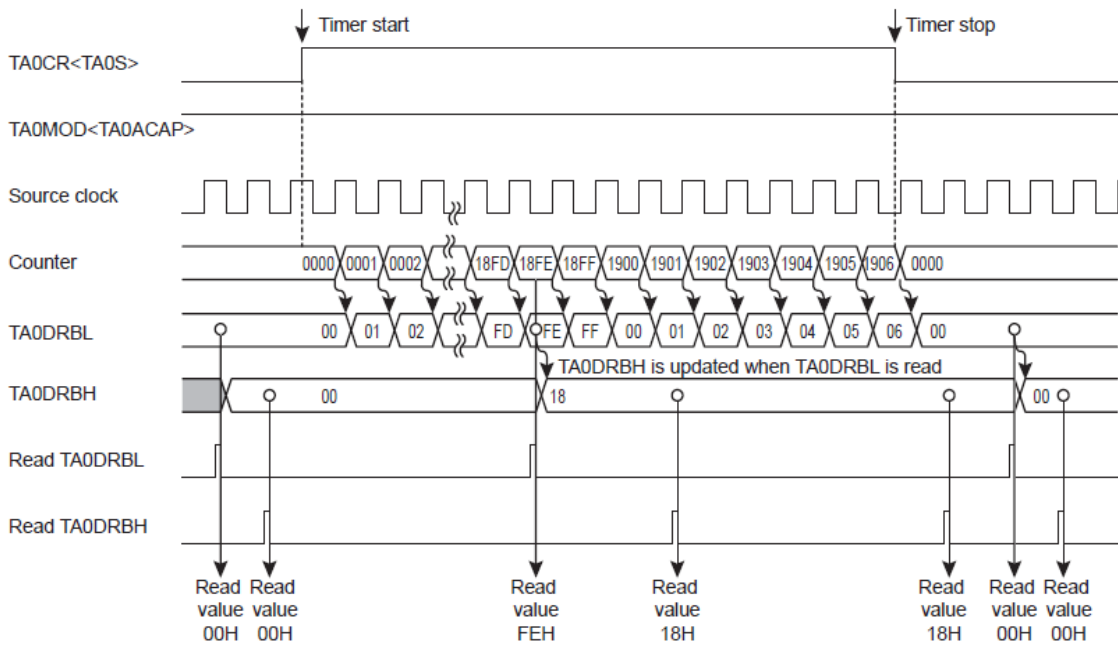 Timer start
Timer stop
TA0CR<TA0S>
TA0MOD<TA0ACAP>
Source clock
Counter 0000 0001 0002 18FD 18FE 18FF 1900 1901 1902 1903 1904 1905 1906 0000
TA0DRBL 00 01 02 FD FE FF 00 01 02 03 04 05 06 00
TA0DRBH is updated when TA0DRBL is read
TA0DRBH 00 18 00
Read TA0DRBL
Read TA0DRBH
Read Read Read Read Read Read Read
value value value value value value value
00H 00H FEH 18H 18H 00H 00H